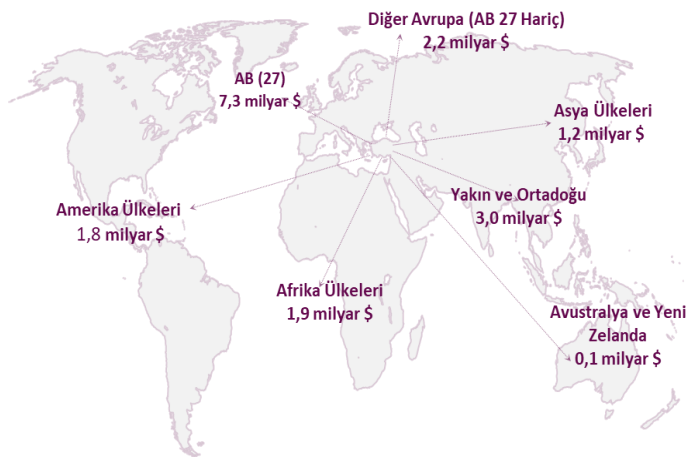 Diğer Avrupa (AB 27 Hariç)
2,2 milyar $
AB (27)
7,3 milyar $
Asya Ülkeleri
1,2 milyar $
Yakın ve Ortadoğu
3,0 milyar $
Amerika Ülkeleri
1,8 milyar $
Afrika Ülkeleri
1,9 milyar $
Avustralya ve Yeni
Zelanda
0,1 milyar $